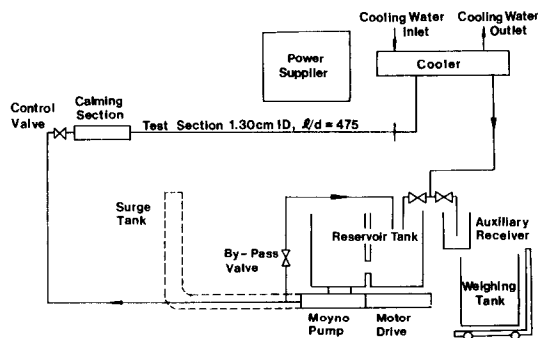 Cooling Water
Inlet
Cooling Water
Outlet
Power
Supplier
Cooler
Control
Valve
Calming
Section
Test Section 1.30cm ID, ℓ/d = 475
Surge
Tank
By-Pass
Valve
Reservoir Tank
Auxiliary
Receiver
Weighing
Tank
Moyno
Pump
Motor
Drive